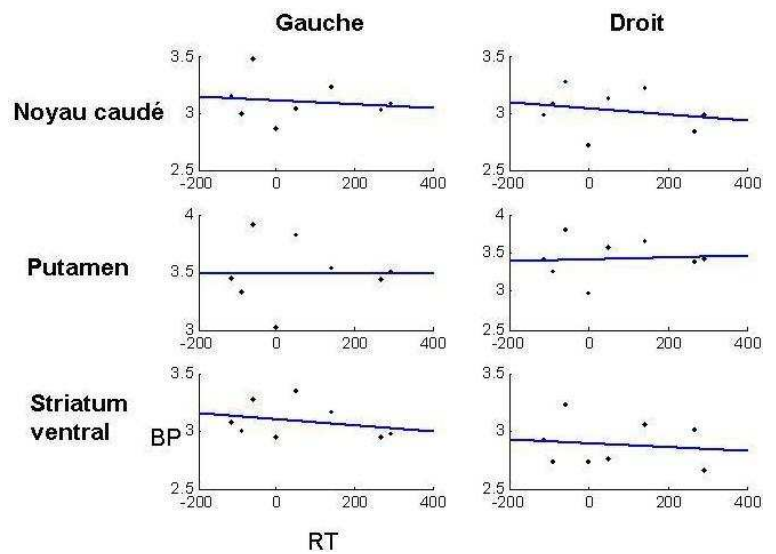 Gauche Droit
3.5 3.5
Noyau caudé 3 3
2.5 2.5
-200 0 200 400 -200 0 200 400
4 4
3.5
Putamen 3.5
3
3 2.5
-200 0 200 400 -200 0 200 400
3.5 3.5
Striatum
ventral BP 3 3
2.5 2.5
-200 0 200 400 -200 0 200 400
RT